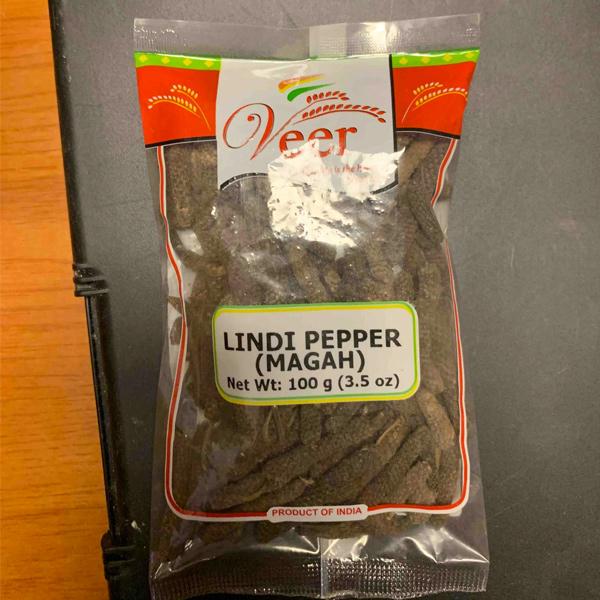 Veer
LINDI PEPPER
(MAGAH)
Net Wt: 100 g (3.5 oz)
PRODUCT OF INDIA